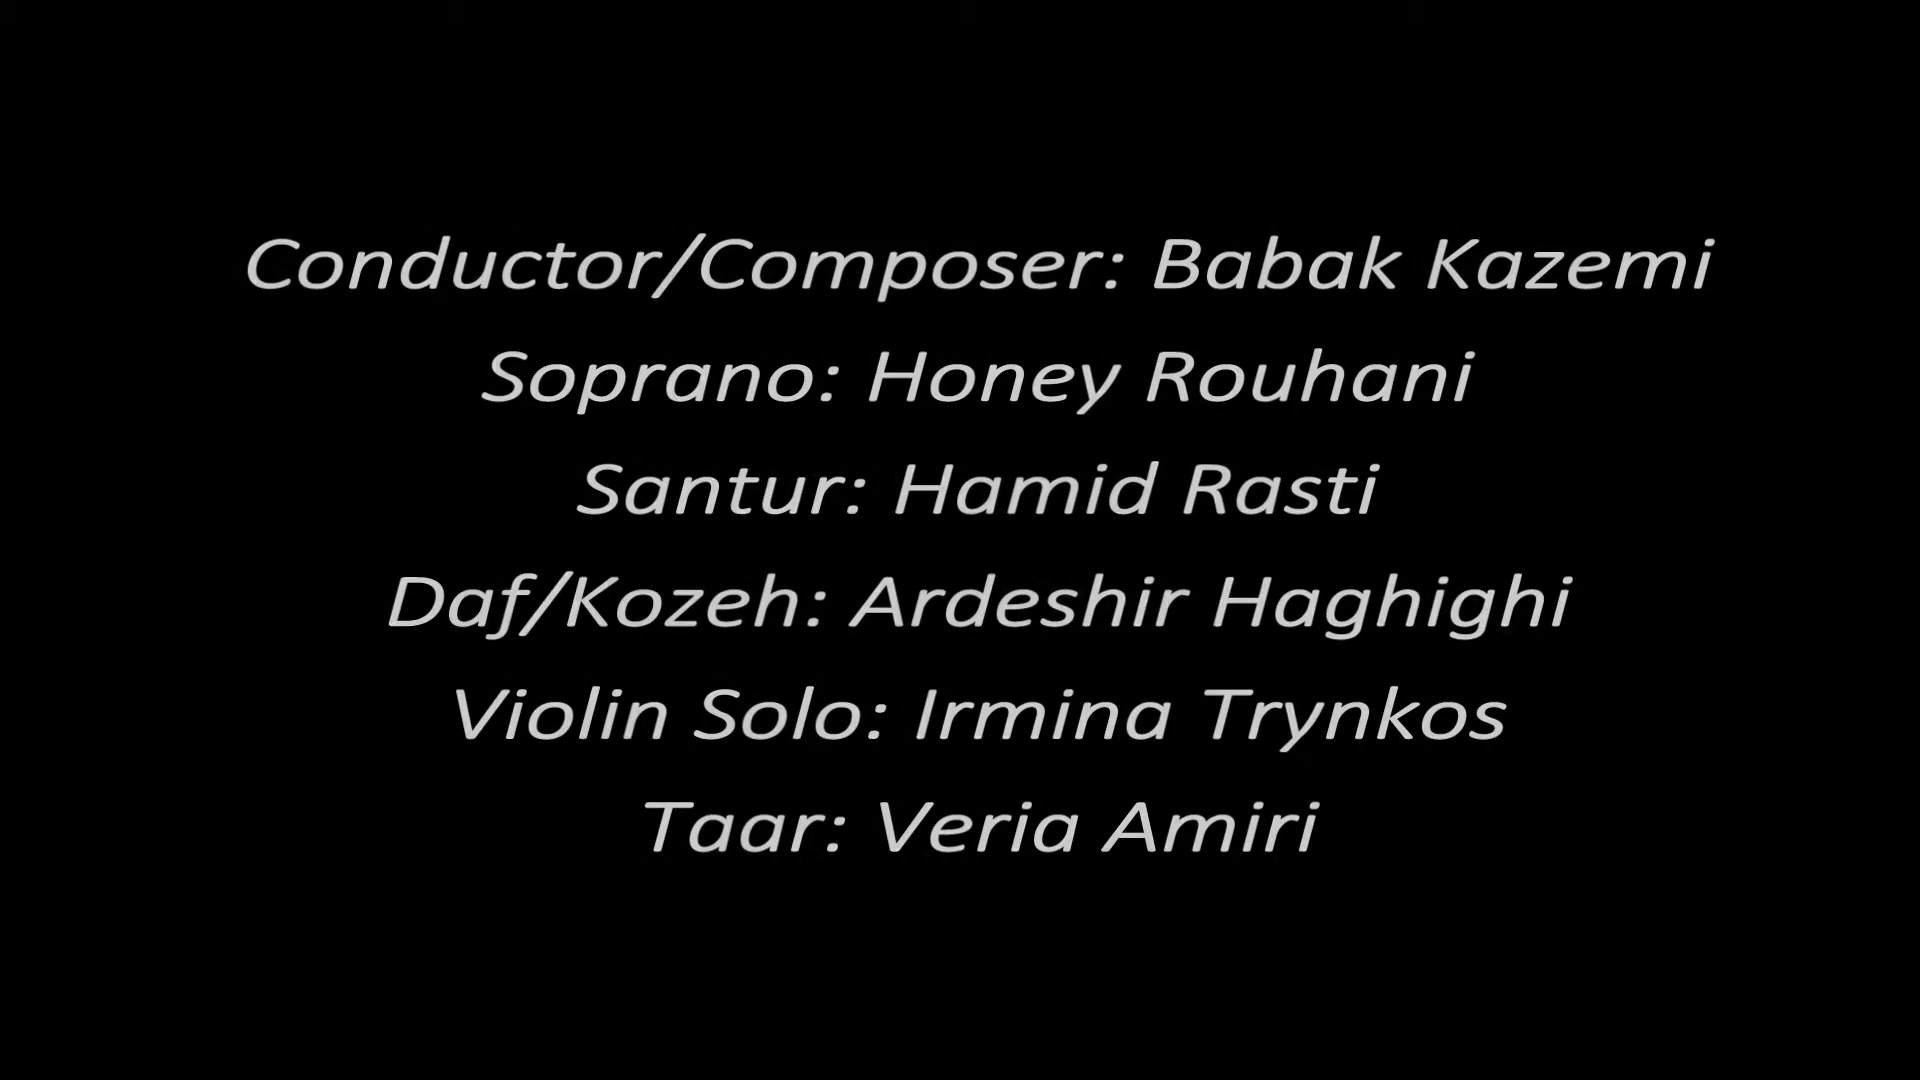 Conductor/Composer: Babak Kazemi
Soprano: Honey Rouhani
Santur: Hamid Rasti
Daf/Kozeh: Ardeshir Haghighi
Violin Solo: Irmina Trynkos
Taar: Veria Amiri